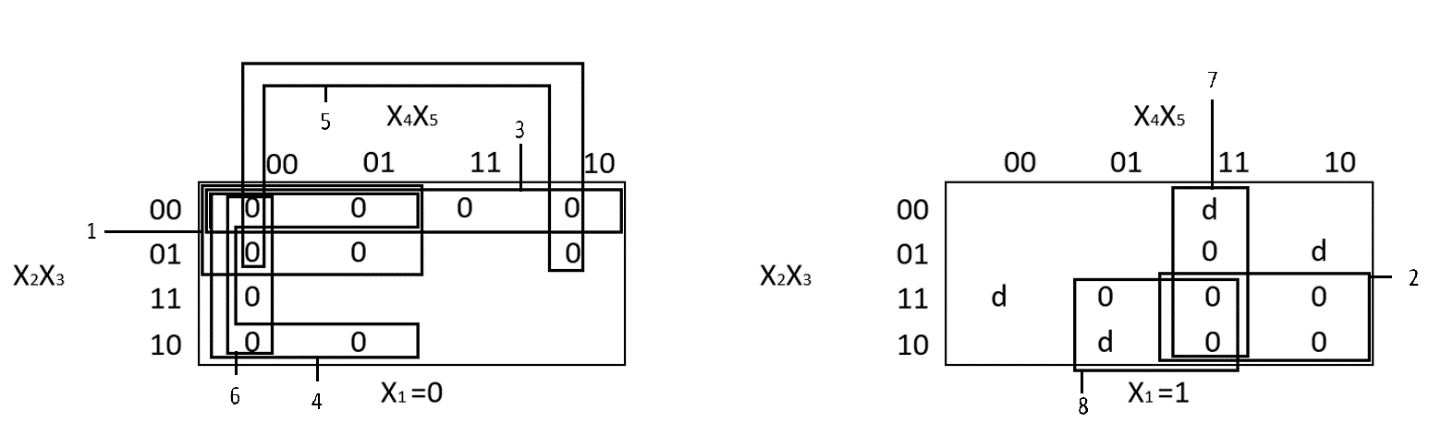 7
5 X₄X₅ 3 X₄X₅
00 01 11 10 00 01 11 10
00 0 0 0 0 00 d
1 01 0 0 0 01 0 d
X₂X₃ X₂X₃ 2
11 0 11 d 0 0 0
10 0 0 10 d 0 0
6 4 X₁=0 8 X₁=1